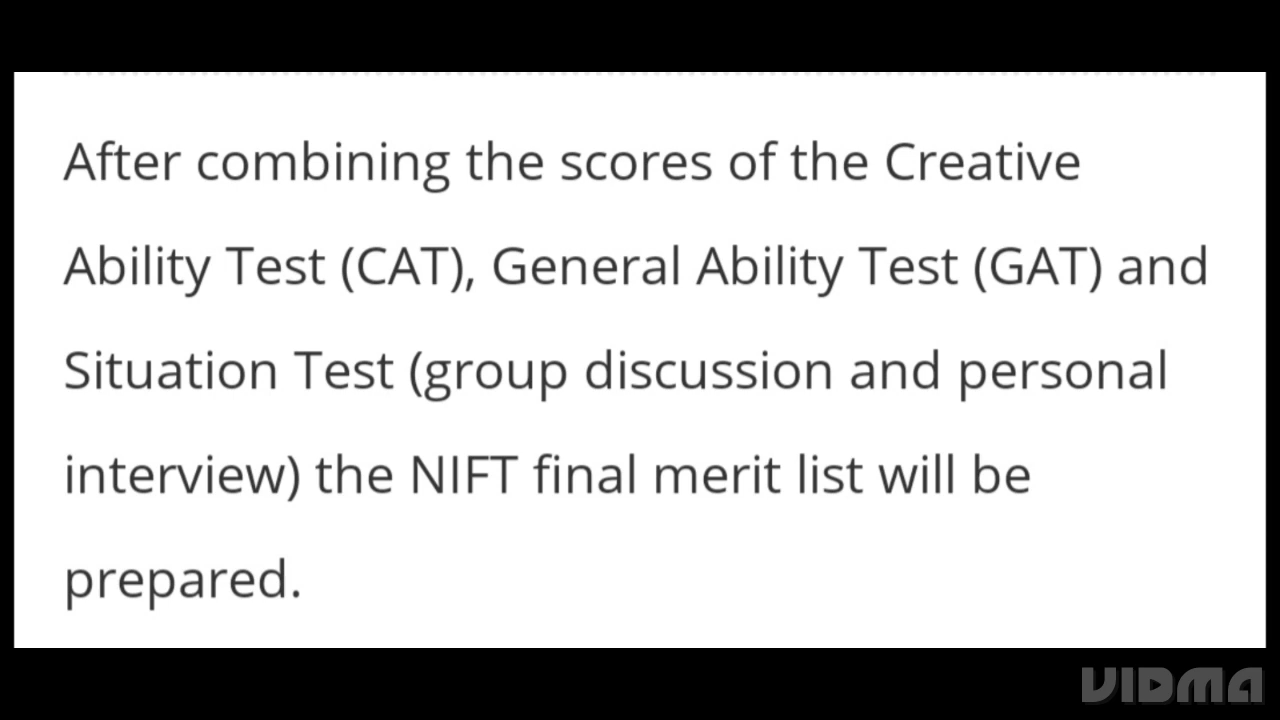 After combining the scores of the Creative
Ability Test (CAT), General Ability Test (GAT) and
Situation Test (group discussion and personal
interview) the NIFT final merit list will be
prepared.
VIDMA